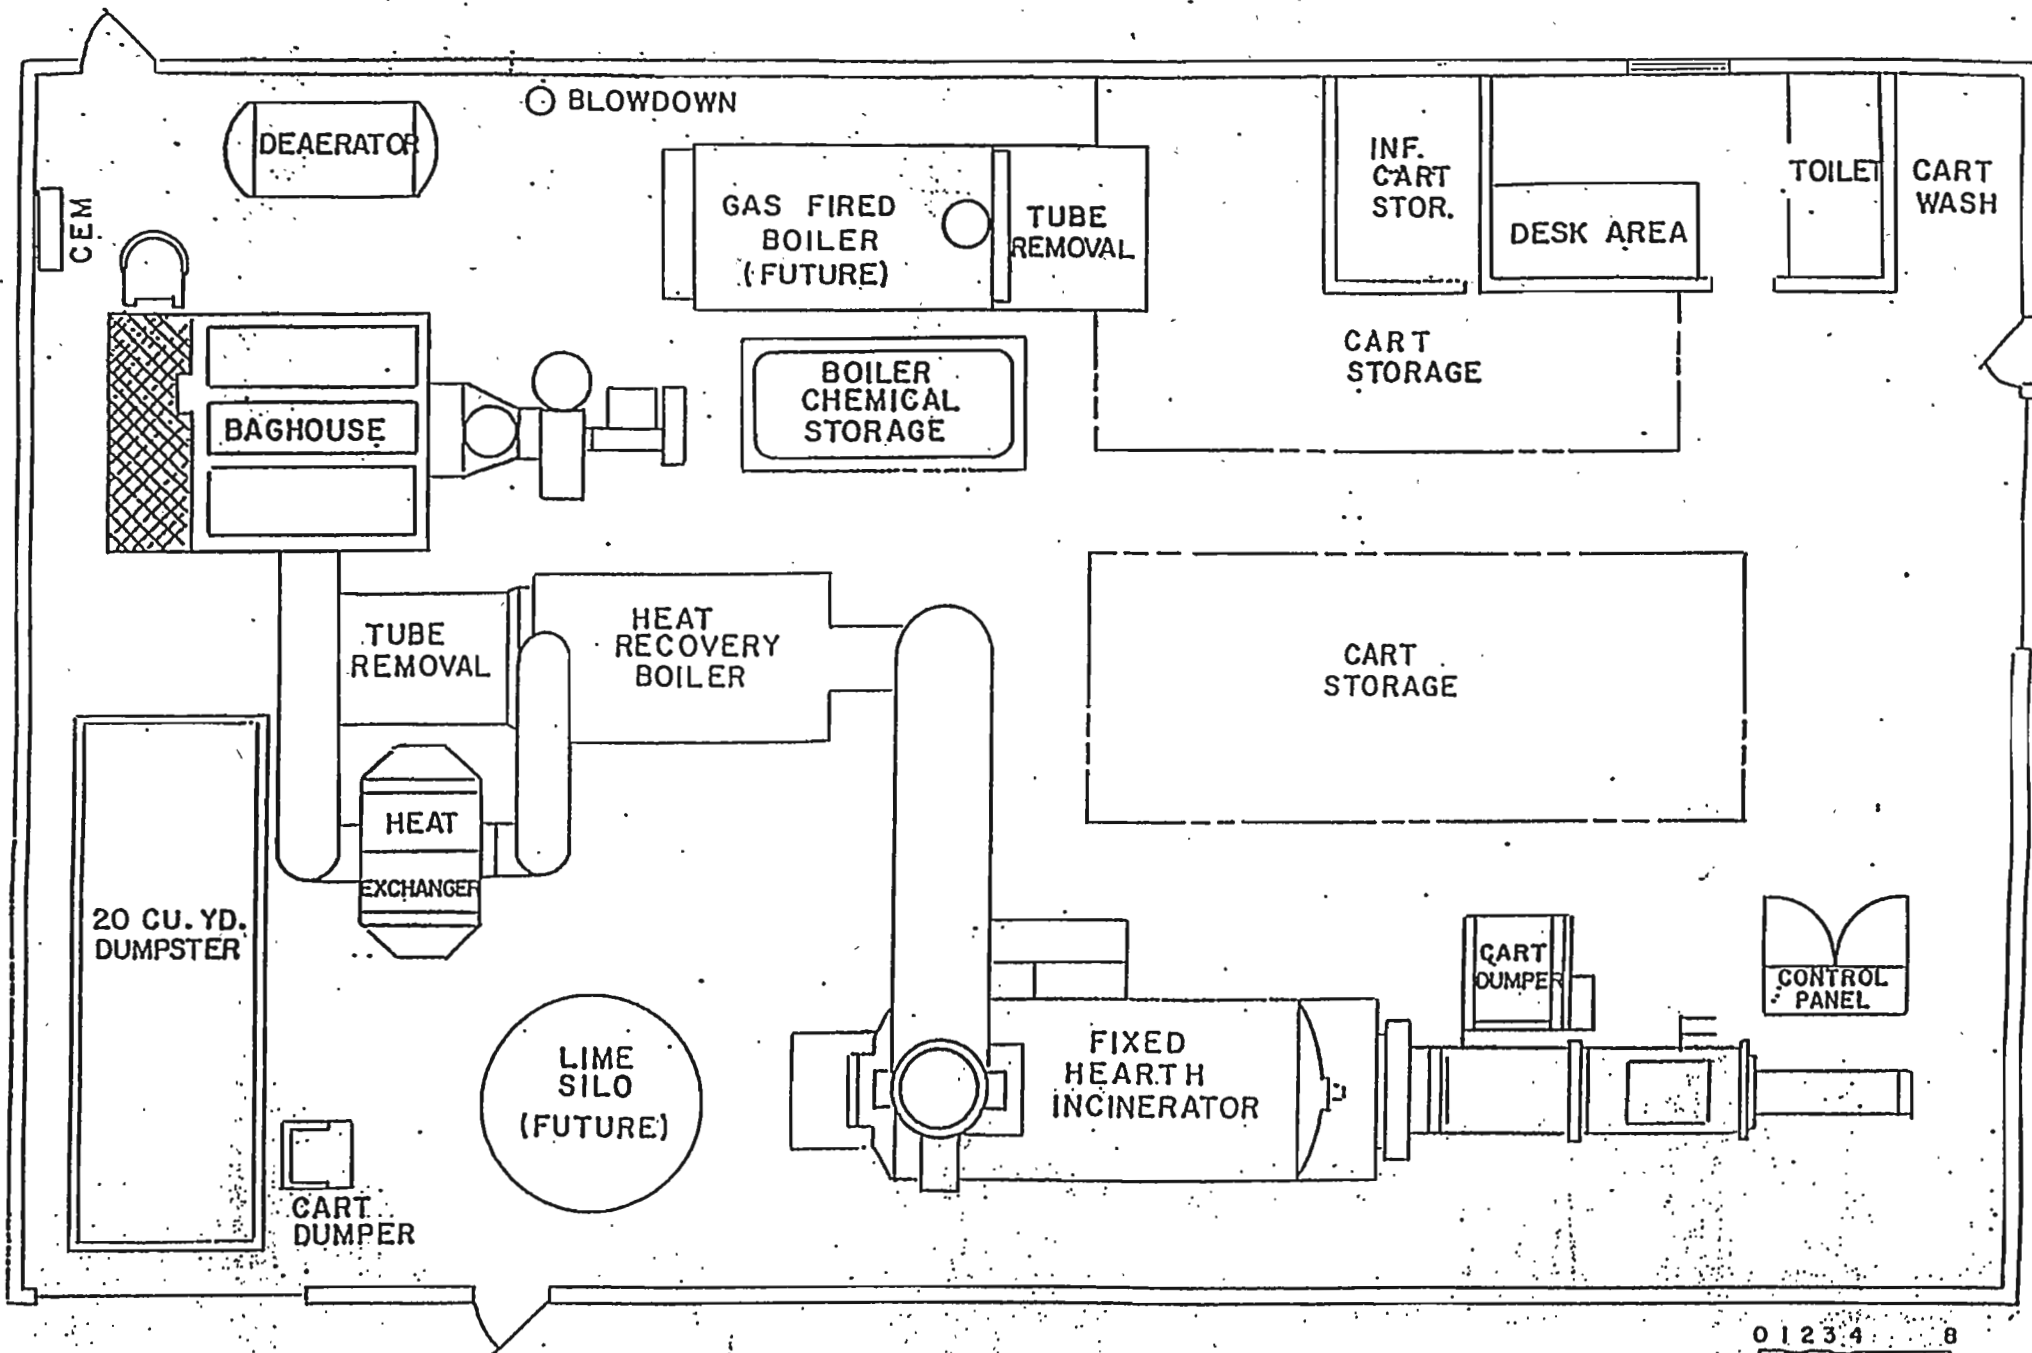 BLOWDOWN
DEAERATOR
CEM
GAS FIRED
BOILER
(FUTURE)
TUBE
REMOVAL
INF.
CART
STOR.
DESK AREA
TOILET
CART
WASH
CART
STORAGE
BOILER
CHEMICAL
STORAGE
BAGHOUSE
TUBE
REMOVAL
HEAT
RECOVERY
BOILER
CART
STORAGE
HEAT
EXCHANGER
20 CU. YD.
DUMPSTER
CART
DUMPER
CONTROL
PANEL
LIME
SILO
(FUTURE)
FIXED
HEARTH
INCINERATOR
CART
DUMPER
0 1 2 3 4 8